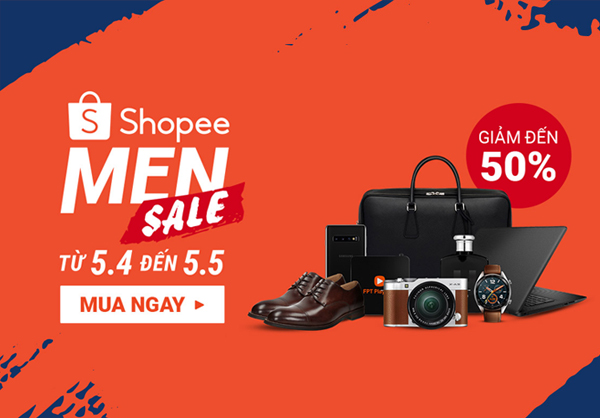 Shopee
MEN
SALE
TỪ 5.4 ĐẾN 5.5
MUA NGAY
GIẢM ĐẾN
50%